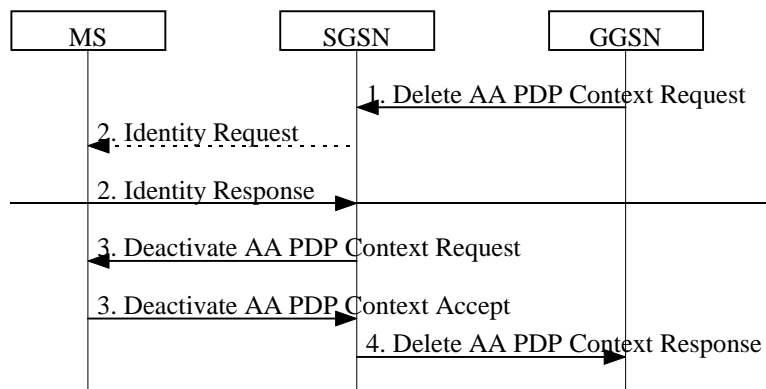 MS SGSN GGSN
1. Delete AA PDP Context Request
2. Identity Request
2. Identity Response
3. Deactivate AA PDP Context Request
3. Deactivate AA PDP Context Accept
4. Delete AA PDP Context Response